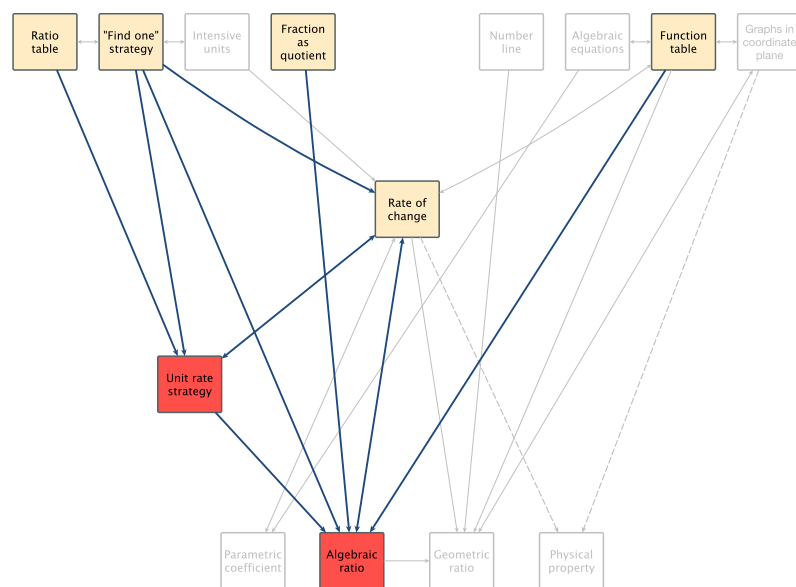 Ratio
table
"Find one"
strategy
Intensive
units
Fraction
as
quotient
Number
line
Algebraic
equations
Function
table
Graphs in
coordinate
plane
Rate of
change
Unit rate
strategy
Parametric
coefficient
Algebraic
ratio
Geometric
ratio
Physical
property